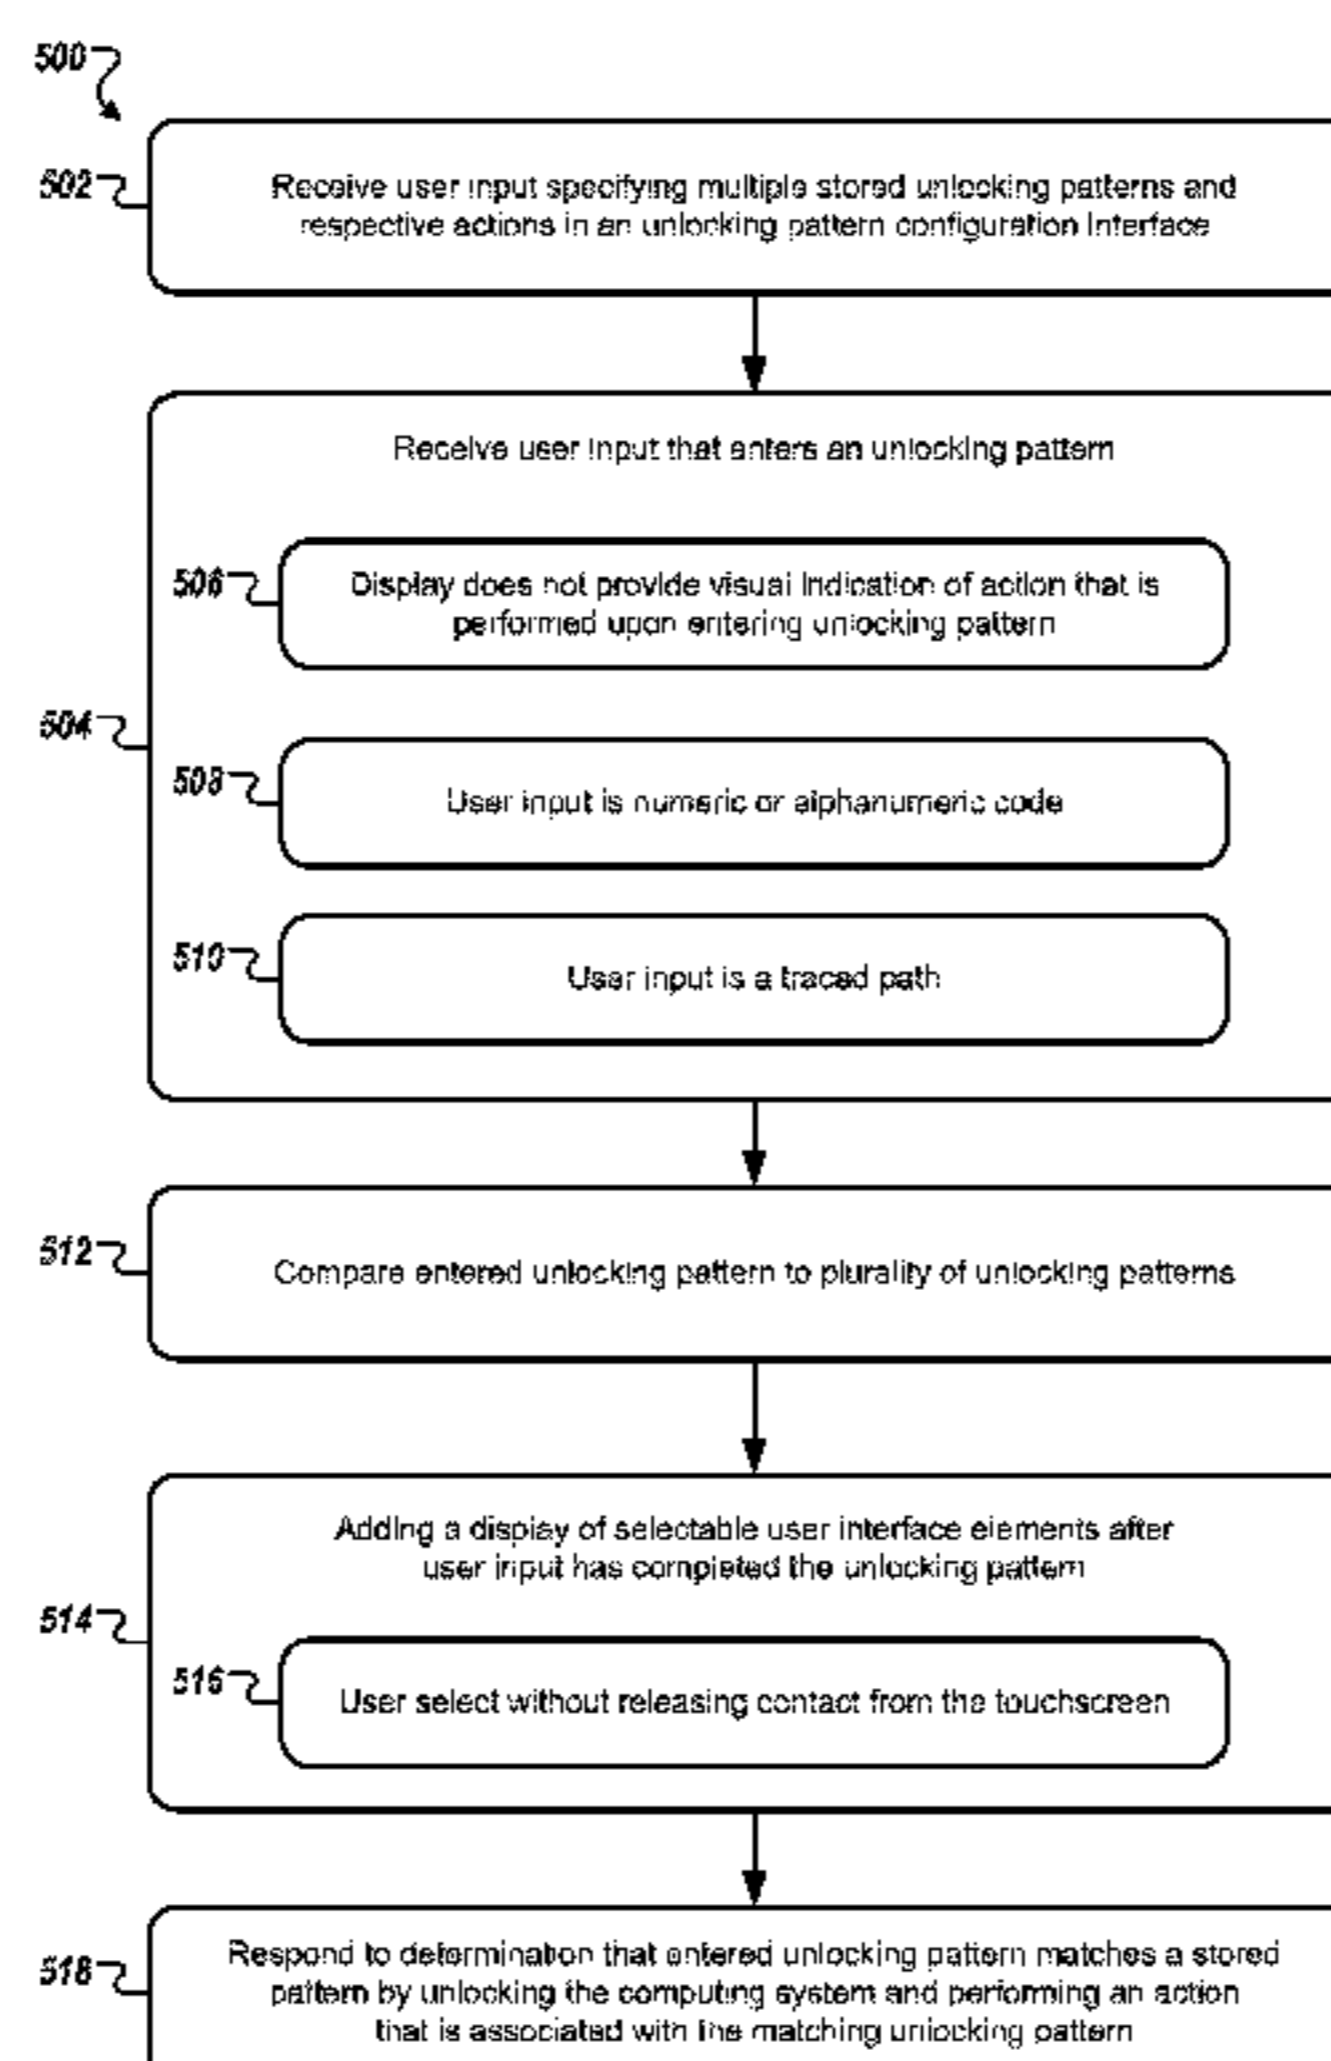 500
502
Receive user input specifying multiple stored unlocking patterns and
respective actions in an unlocking pattern configuration interface
Receive user input that enters an unlocking pattern
506
Display does not provide visual indication of action that is
performed upon entering unlocking pattern
504
508
User input is numeric or alphanumeric code
510
User input is a traced path
512
Compare entered unlocking pattern to plurality of unlocking patterns
Adding a display of selectable user interface elements after
user input has completed the unlocking pattern
514
516
User select without releasing contact from the touchscreen
518
Respond to determination that entered unlocking pattern matches a stored
pattern by unlocking the computing system and performing an action
that is associated with the matching unlocking pattern